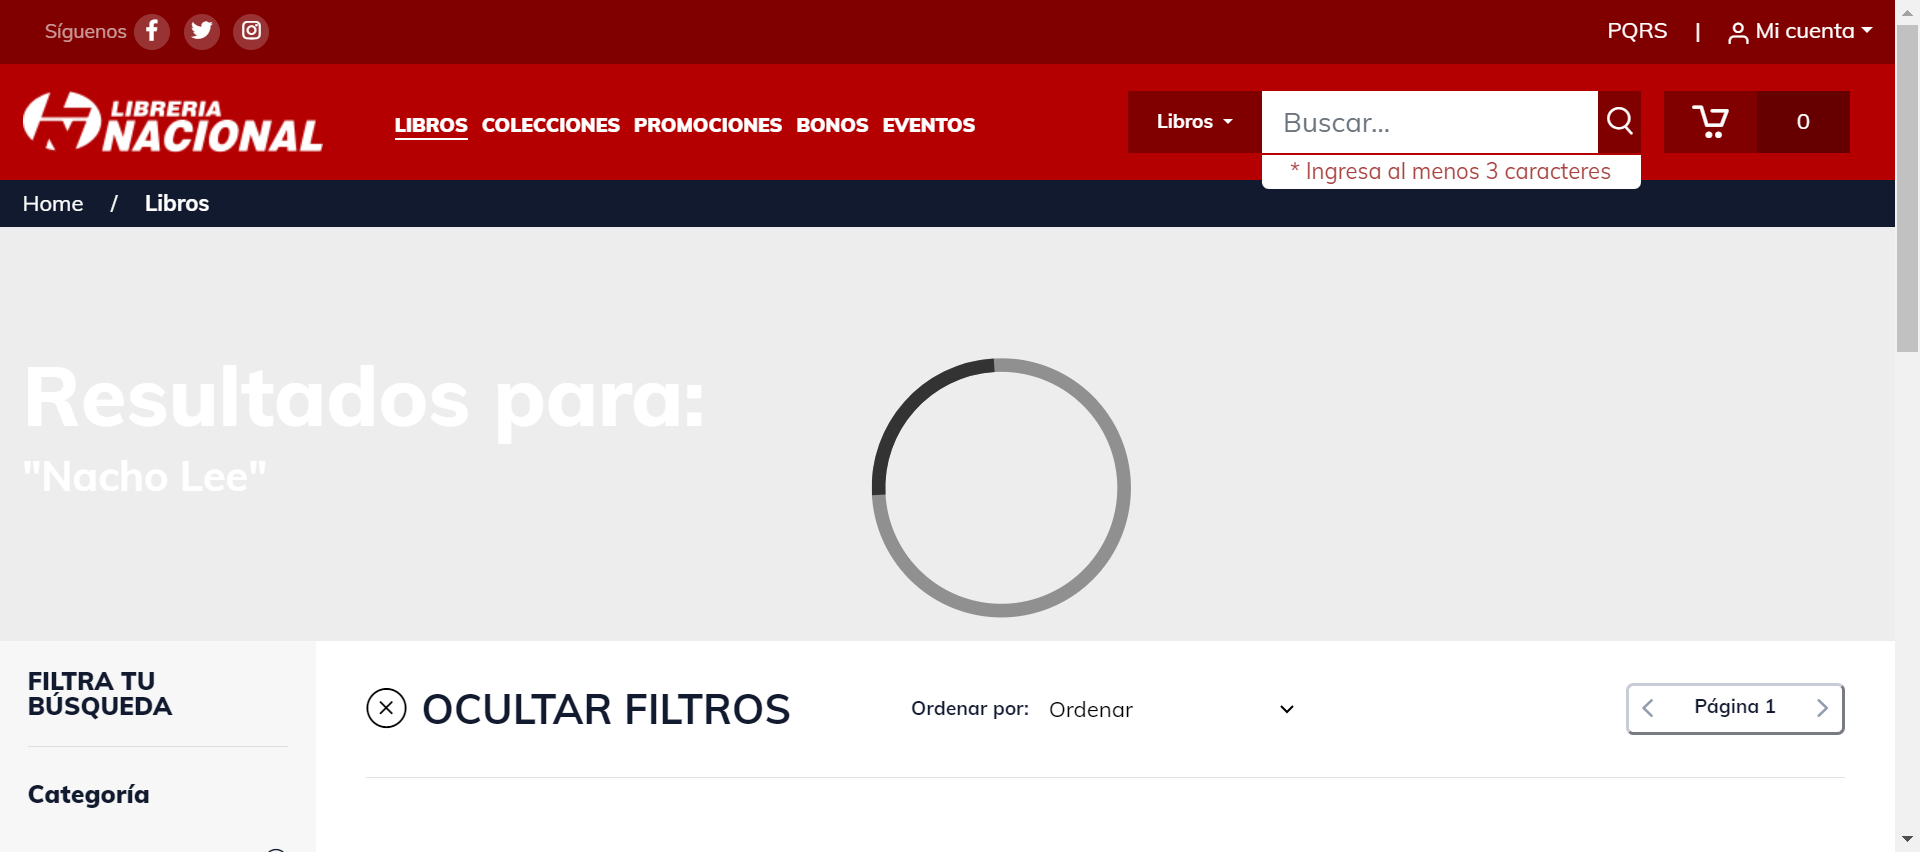 Síguenos
PQRS | Mi cuenta
LIBRERIA
NACIONAL
LIBROS COLECCIONES PROMOCIONES BONOS EVENTOS
Libros Buscar... 0
* Ingresa al menos 3 caracteres
Home / Libros
Resultados para:
"Nacho Lee"
FILTRA TU
BÚSQUEDA
Categoría
OCULTAR FILTROS
Ordenar por: Ordenar
Página 1